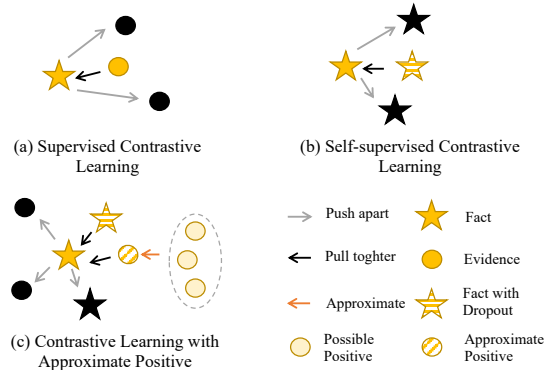 (a) Supervised Contrastive
Learning
(b) Self-supervised Contrastive
Learning
(c) Contrastive Learning with
Approximate Positive
Push apart
Fact
Pull toghter
Evidence
Approximate
Fact with
Dropout
Possible
Positive
Approximate
Positive